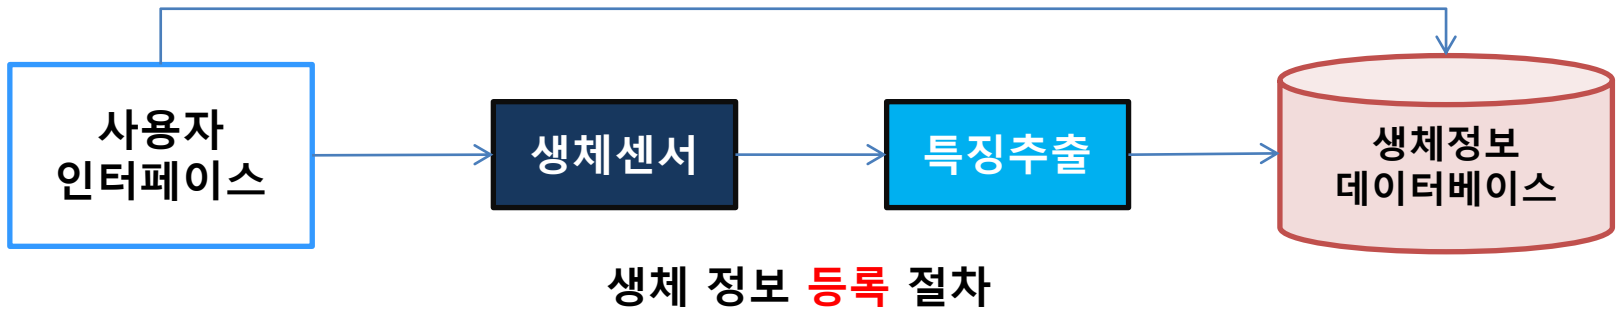 사용자
인터페이스
생체센서
특징추출
생체정보
데이터베이스
생체 정보 등록 절차